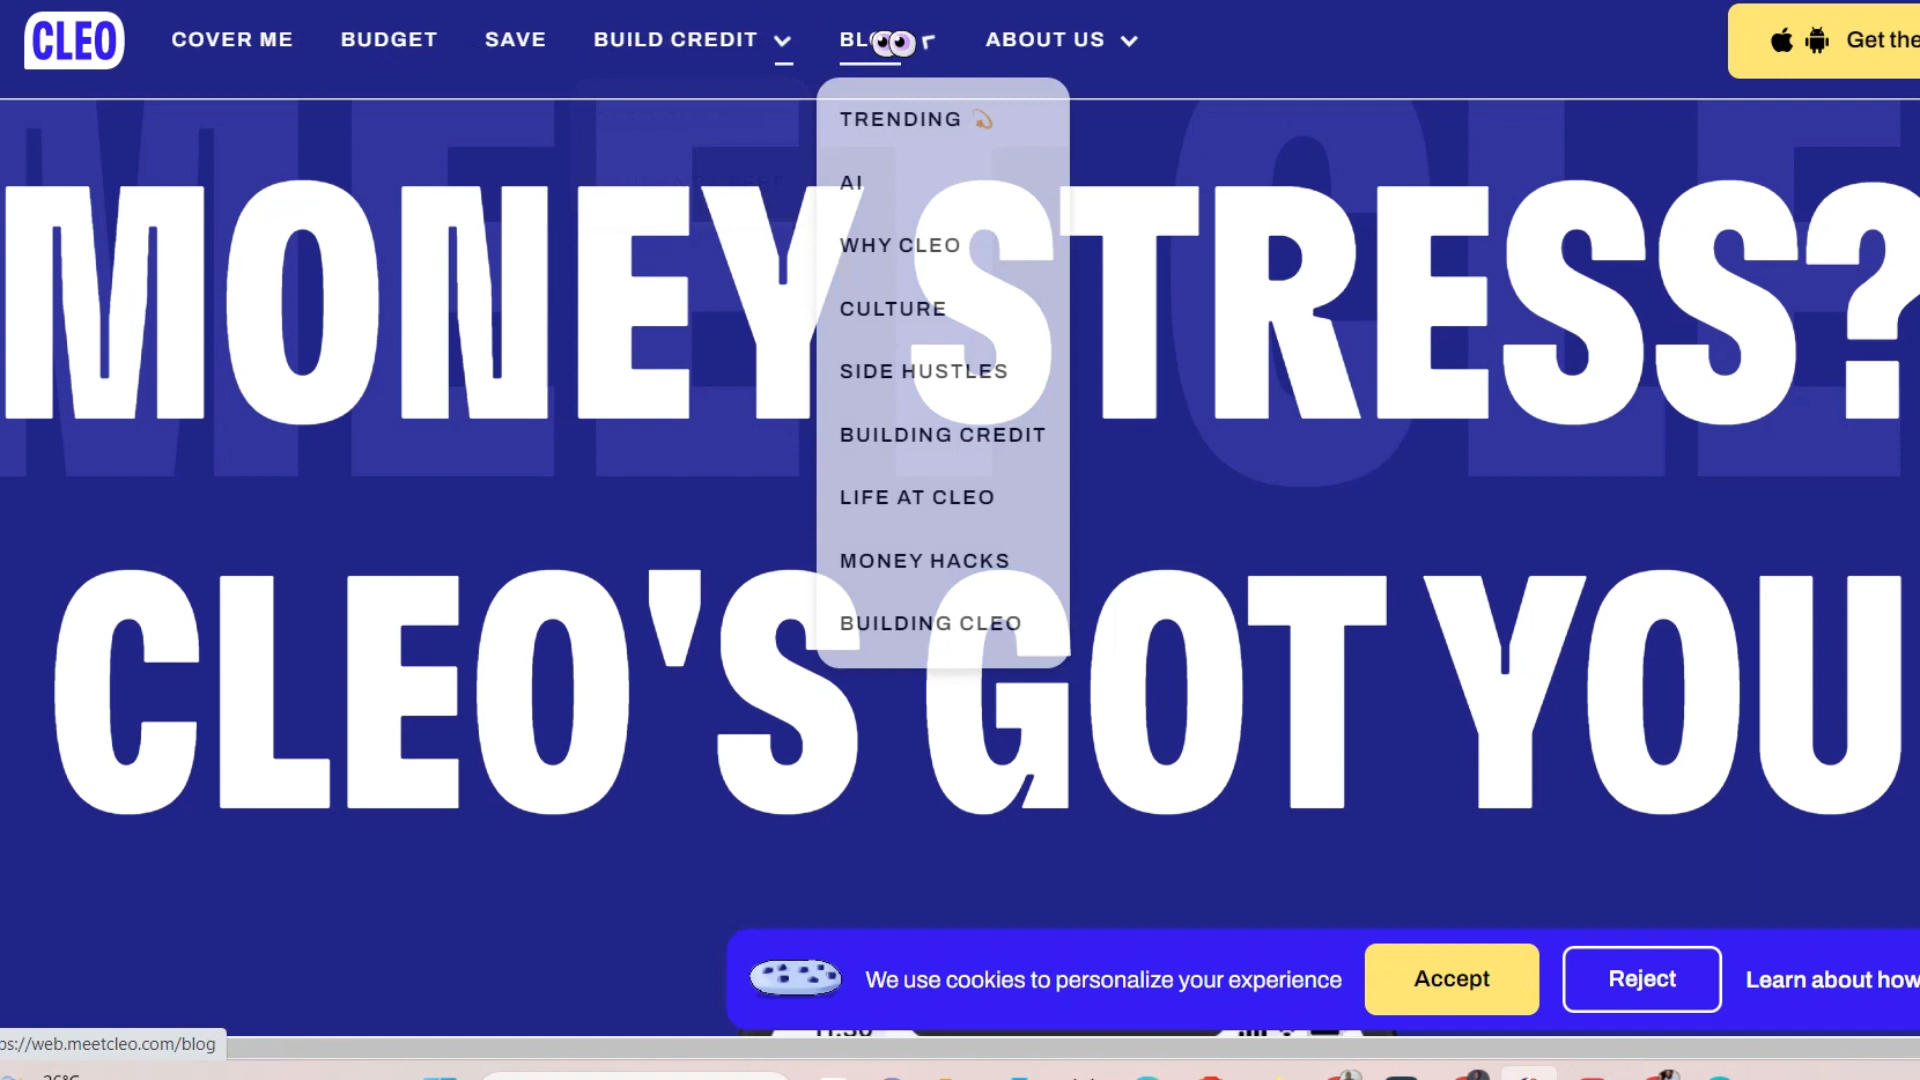 CLEO COVER ME BUDGET SAVE BUILD CREDIT ABOUT US Get the
TRENDING
AI
WHY CLEO
CULTURE
SIDE HUSTLES
BUILDING CREDIT
LIFE AT CLEO
MONEY HACKS
BUILDING CLEO
MONEY STRESS?
CLEO'S GOT YOU
We use cookies to personalize your experience Accept Reject Learn about how
ps://web.meetcleo.com/blog